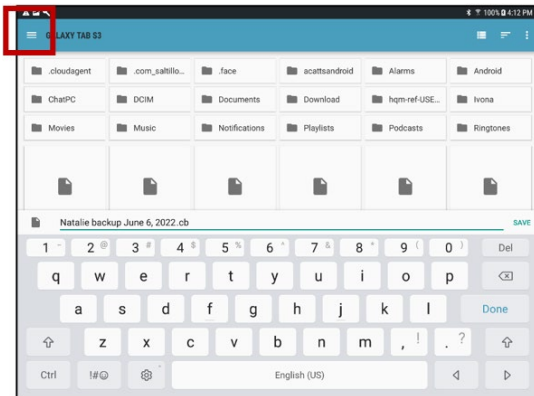 100% 4:12 PM
GALAXY TAB S3
.cloudagent .com_saltillo... .face acattsandroid Alarms Android
ChatPC DCIM Documents Download hqm-ref-USE... Ivona
Movies Music Notifications Playlists Podcasts Ringtones
Natalie backup June 6, 2022.cb SAVE
1 - 2 @ 3 # 4 $ 5 % 6 ^ 7 & 8 * 9 ( 0 ) Del
q w e r t y u i o p
a s d f g h j k l Done
z x c v b n m , ! . ?
Ctrl !#☺ English (US)